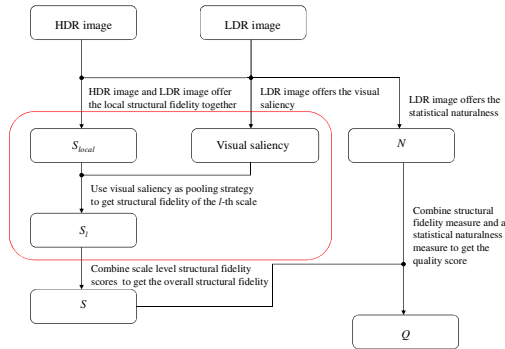 HDR image
LDR image
HDR image and LDR image offer
the local structural fidelity together
LDR image offers the visual
saliency
LDR image offers the
statistical naturalness
S_local
Visual saliency
N
Use visual saliency as pooling strategy
to get structural fidelity of the l-th scale
S_l
Combine structural
fidelity measure and a
statistical naturalness
measure to get the
quality score
Combine scale level structural fidelity
scores to get the overall structural fidelity
S
Q